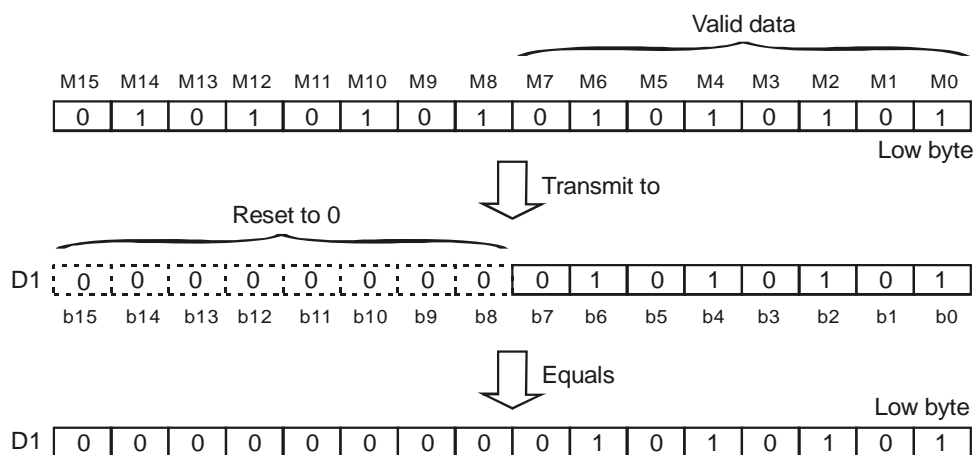 Valid data
M15 M14 M13 M12 M11 M10 M9 M8 M7 M6 M5 M4 M3 M2 M1 M0
0 1 0 1 0 1 0 1 0 1 0 1 0 1 0 1
Low byte
Transmit to
Reset to 0
D1 0 0 0 0 0 0 0 0 0 1 0 1 0 1 0 1
b15 b14 b13 b12 b11 b10 b9 b8 b7 b6 b5 b4 b3 b2 b1 b0
Equals
Low byte
D1 0 0 0 0 0 0 0 0 0 1 0 1 0 1 0 1